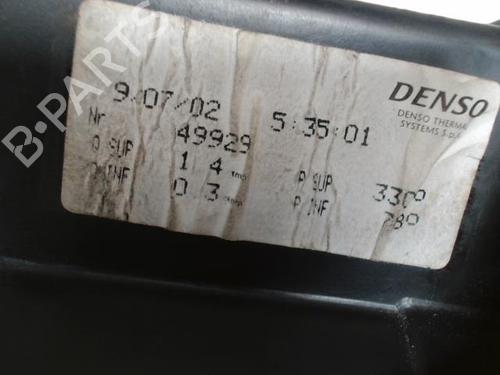 B-PARTS
9/07/02 5:35:01
DENSO
DENSO THERMAL
SYSTEMS S.p.A
Nr 49929
Q SUP 1 4 P SUP 330°
INF 0 3 P INF 78°